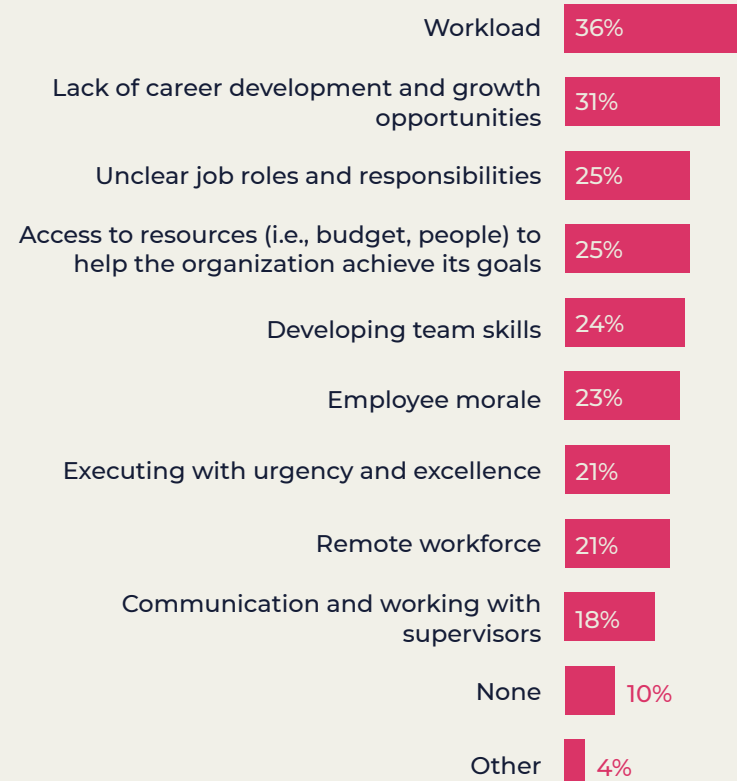 Workload 36%
Lack of career development and growth
opportunities 31%
Unclear job roles and responsibilities 25%
Access to resources (i.e., budget, people) to
help the organization achieve its goals 25%
Developing team skills 24%
Employee morale 23%
Executing with urgency and excellence 21%
Remote workforce 21%
Communication and working with
supervisors 18%
None 10%
Other 4%